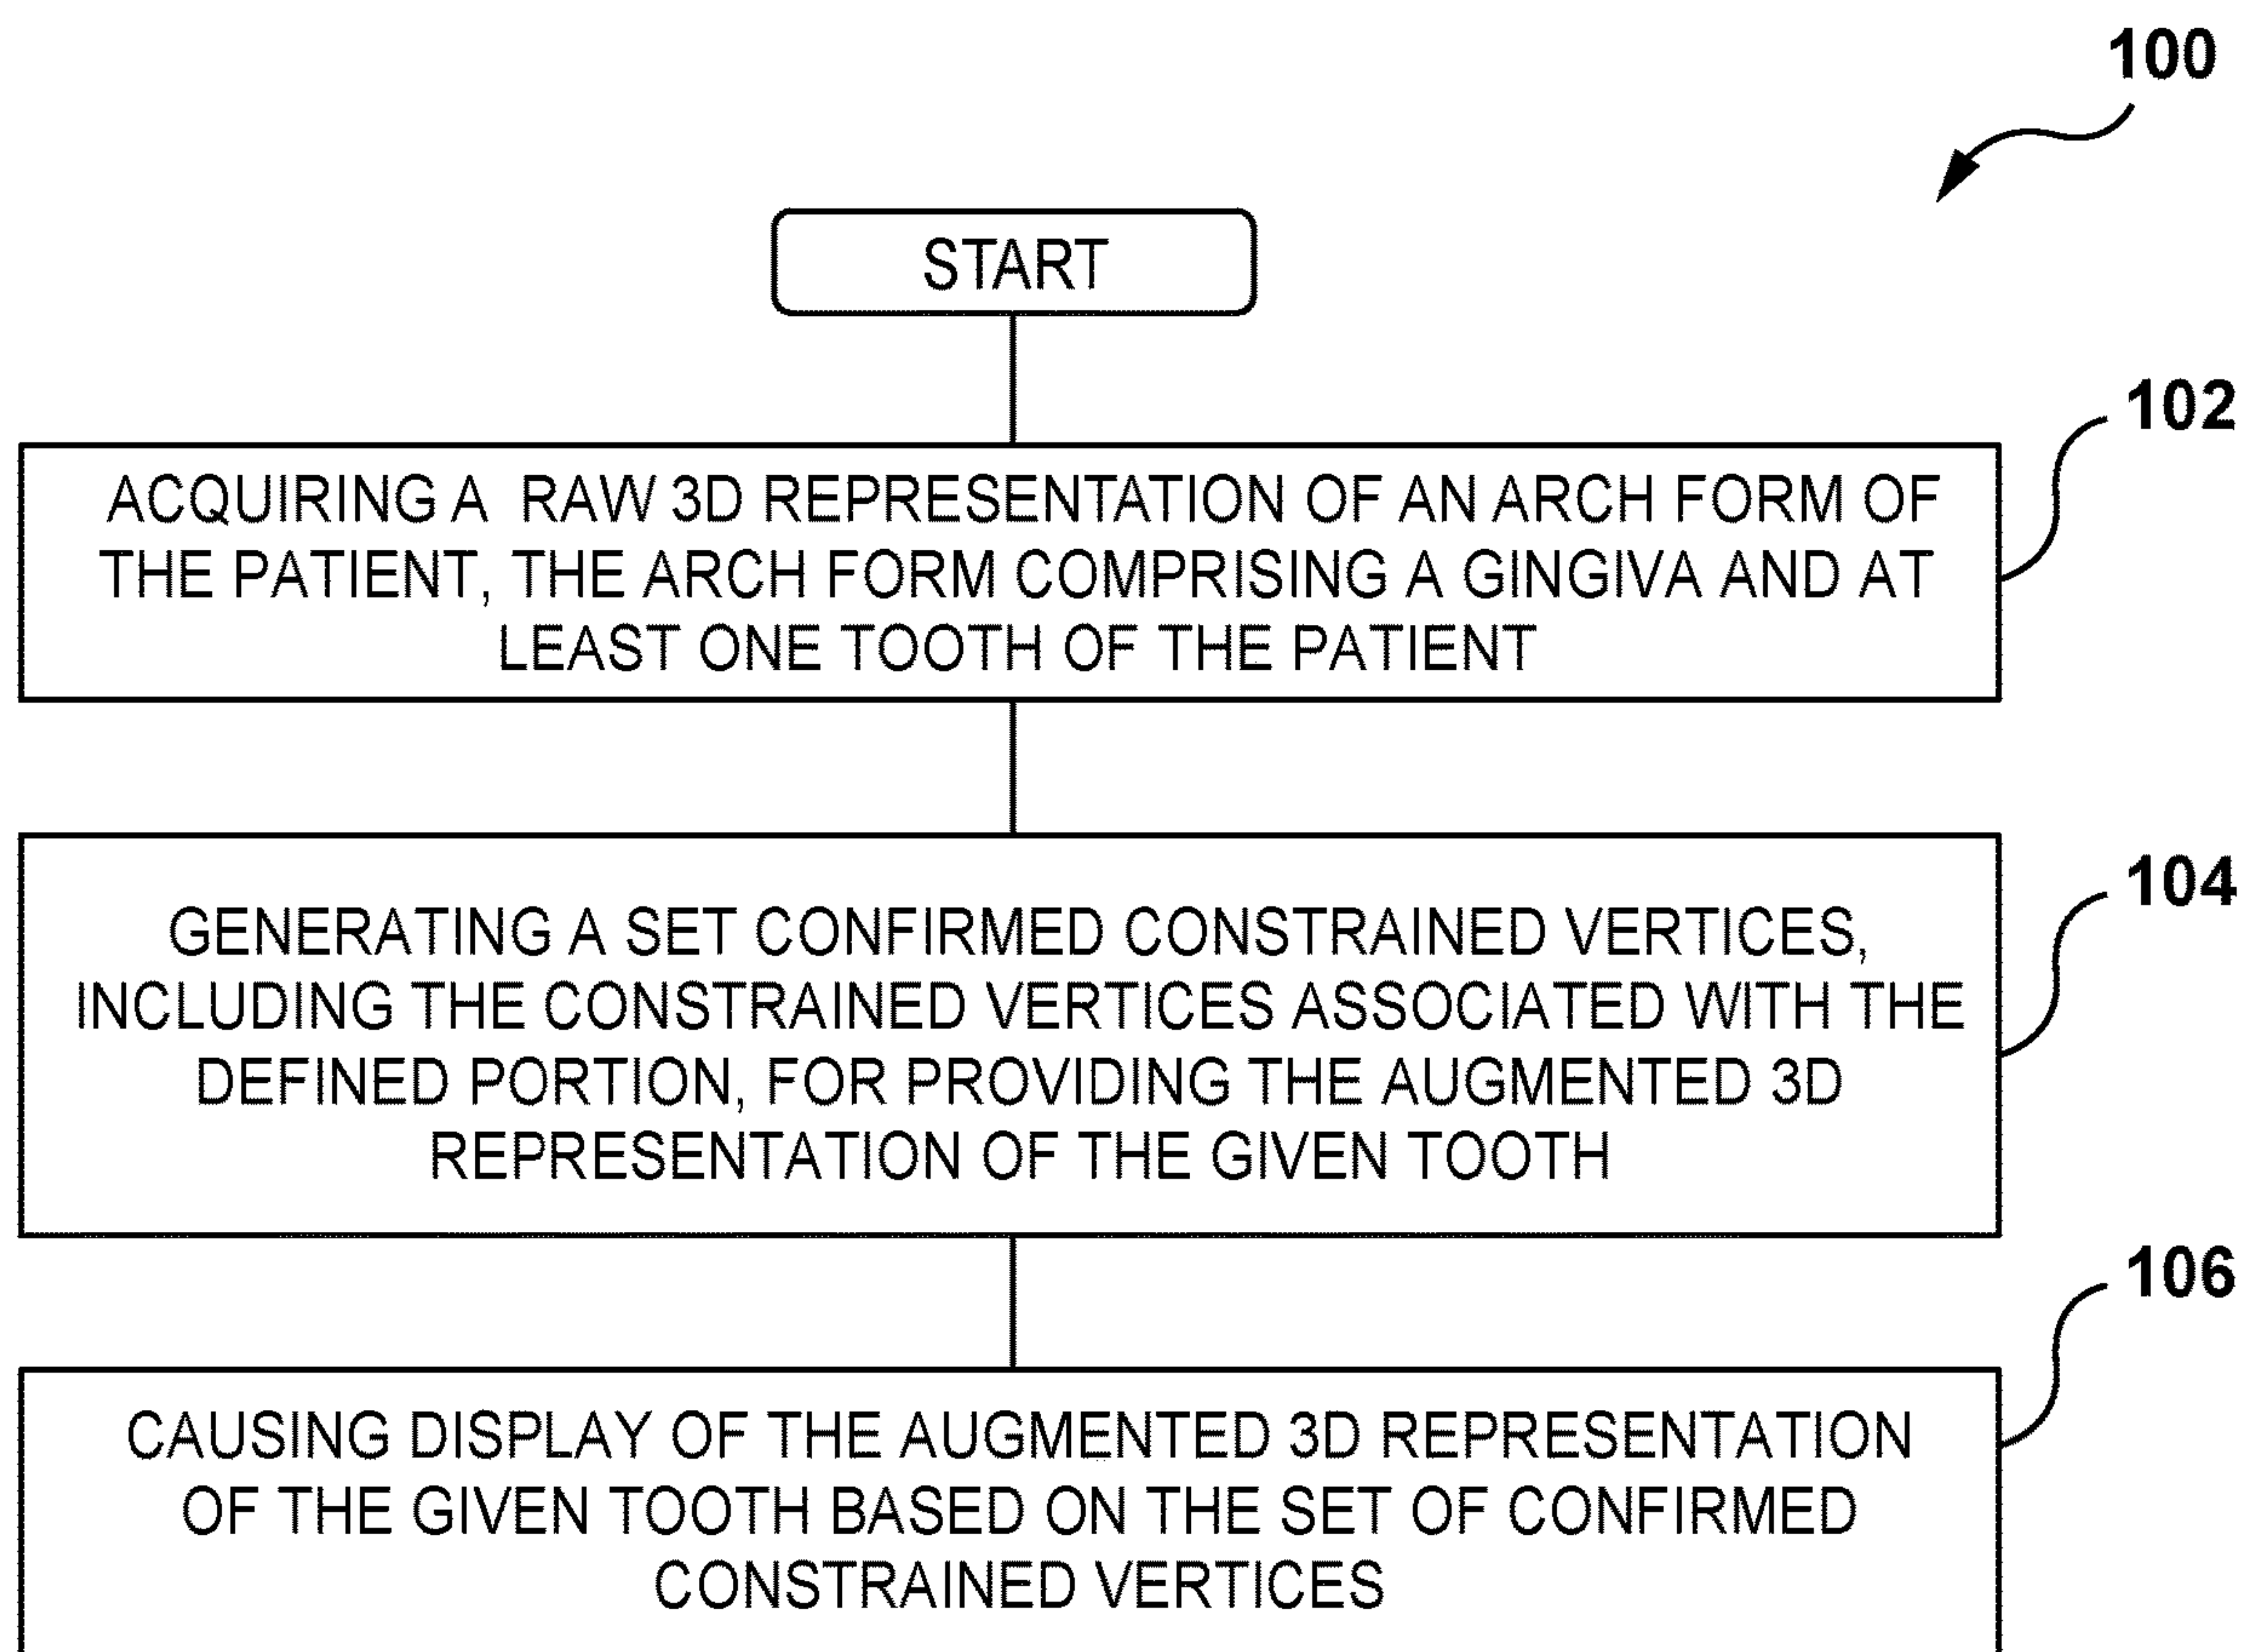 100
START
102
ACQUIRING A RAW 3D REPRESENTATION OF AN ARCH FORM OF
THE PATIENT, THE ARCH FORM COMPRISING A GINGIVA AND AT
LEAST ONE TOOTH OF THE PATIENT
104
GENERATING A SET CONFIRMED CONSTRAINED VERTICES,
INCLUDING THE CONSTRAINED VERTICES ASSOCIATED WITH THE
DEFINED PORTION, FOR PROVIDING THE AUGMENTED 3D
REPRESENTATION OF THE GIVEN TOOTH
106
CAUSING DISPLAY OF THE AUGMENTED 3D REPRESENTATION
OF THE GIVEN TOOTH BASED ON THE SET OF CONFIRMED
CONSTRAINED VERTICES